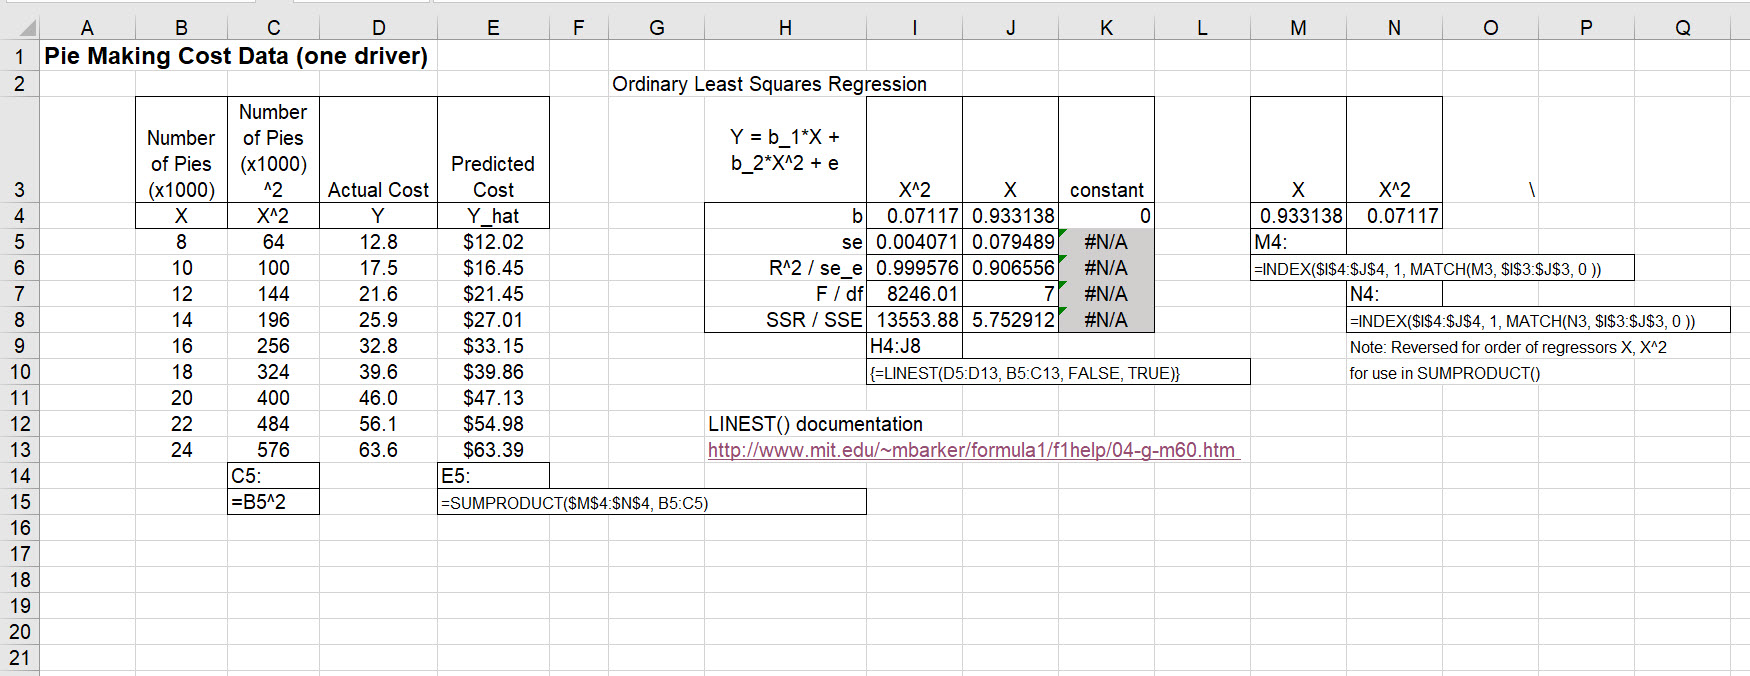 A B C D E F G H I J K L M N O P Q
1 Pie Making Cost Data (one driver)
2 Ordinary Least Squares Regression
Number of Pies (x1000)
Number of Pies (x1000) ^2
Actual Cost
Predicted Cost
Y = b_1*X +
b_2*X^2 + e
3 X^2 X constant X X^2 \
4 X X^2 Y Y_hat b 0.07117 0.933138 0 0.933138 0.07117
5 8 64 12.8 $12.02 se 0.004071 0.079489 #N/A M4:
6 10 100 17.5 $16.45 R^2 / se_e 0.999576 0.906556 #N/A =INDEX($I$4:$J$4, 1, MATCH(M3, $I$3:$J$3, 0 ))
7 12 144 21.6 $21.45 F / df 8246.01 7 #N/A N4:
8 14 196 25.9 $27.01 SSR / SSE 13553.88 5.752912 #N/A =INDEX($I$4:$J$4, 1, MATCH(N3, $I$3:$J$3, 0 ))
9 16 256 32.8 $33.15 H4:J8 Note: Reversed for order of regressors X, X^2
10 18 324 39.6 $39.86 {=LINEST(D5:D13, B5:C13, FALSE, TRUE)} for use in SUMPRODUCT()
11 20 400 46.0 $47.13
12 22 484 56.1 $54.98 LINEST() documentation
13 24 576 63.6 $63.39 http://www.mit.edu/~mbarker/formula1/f1help/04-g-m60.htm
14 C5: E5:
15 =B5^2 =SUMPRODUCT($M$4:$N$4, B5:C5)
16
17
18
19
20
21